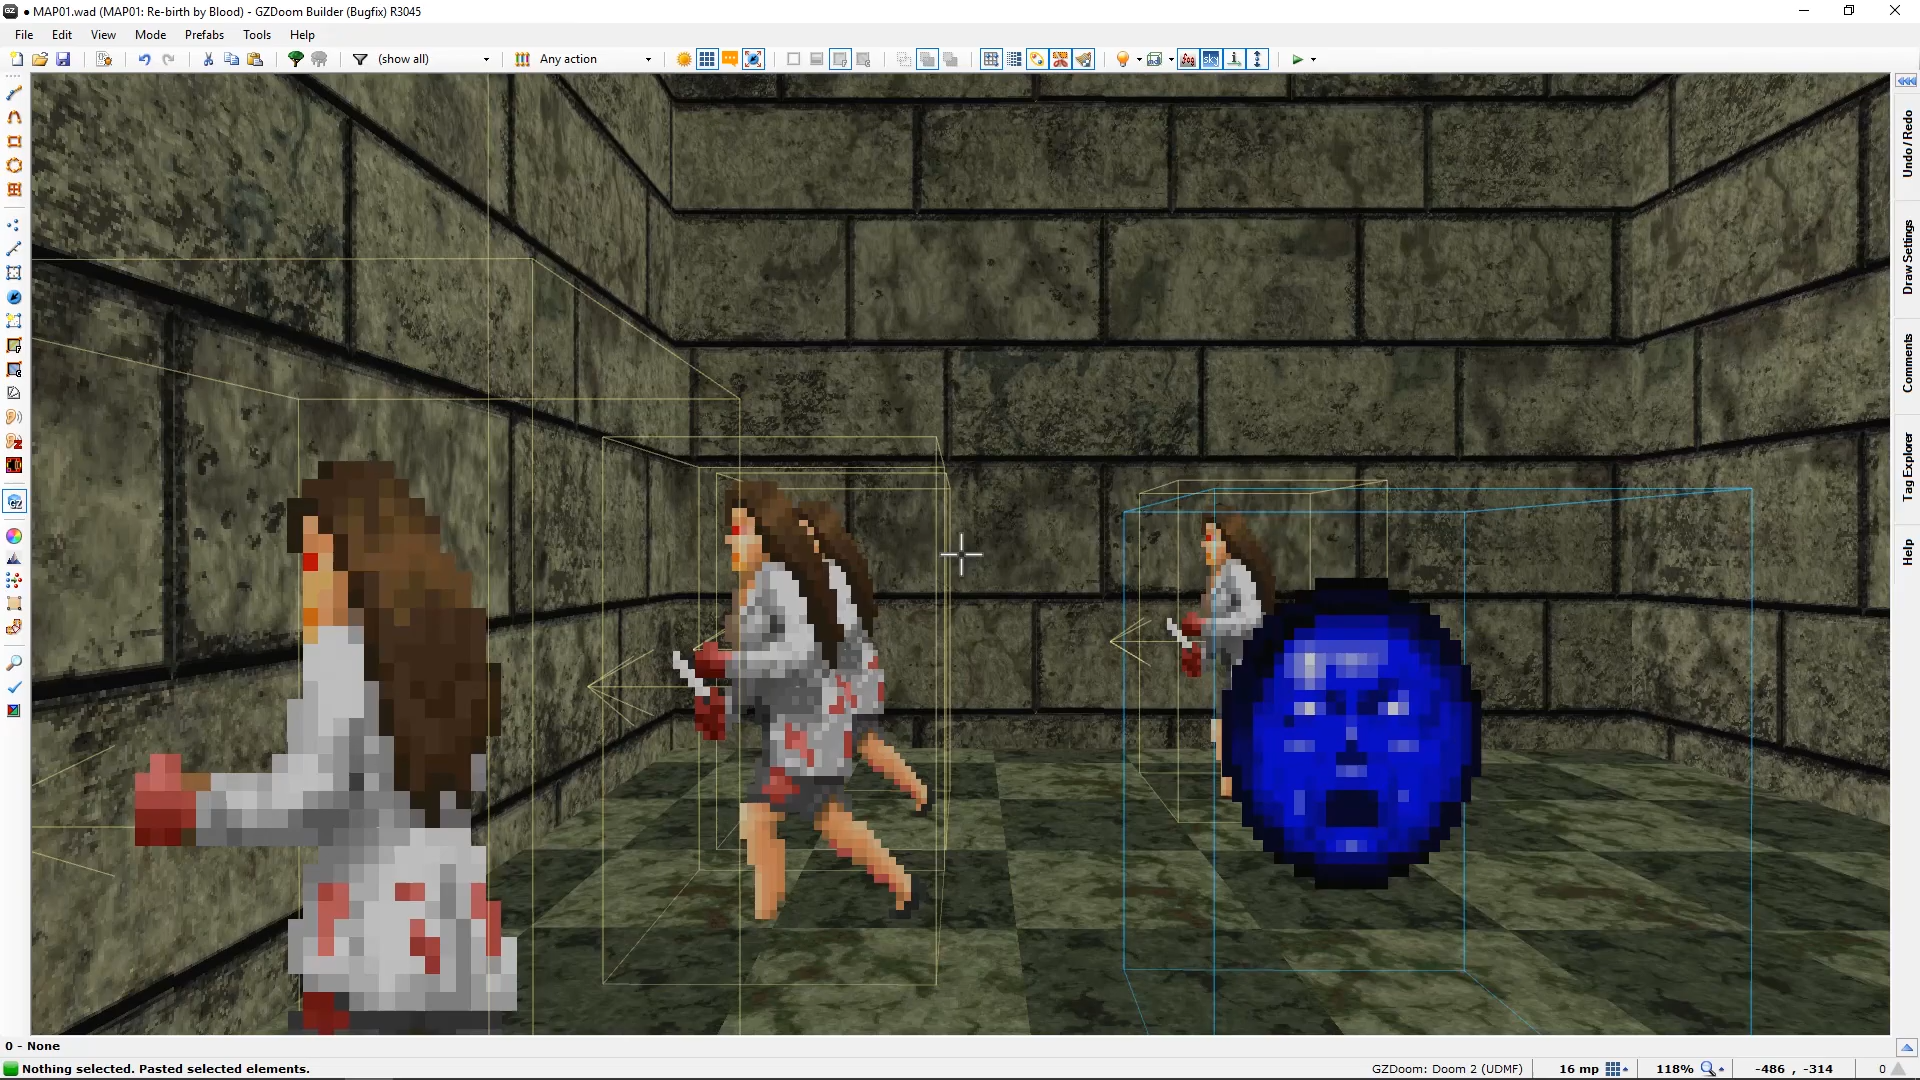 ● MAP01.wad (MAP01: Re-birth by Blood) - GZDoom Builder (Bugfix) R3045
File Edit View Mode Prefabs Tools Help
(show all) Any action
sky
Undo / Redo
Draw Settings
Comments
Tag Explorer
Help
0 - None
Nothing selected. Pasted selected elements.
GZDoom: Doom 2 (UDMF) 16 mp 118% -486 , -314 0